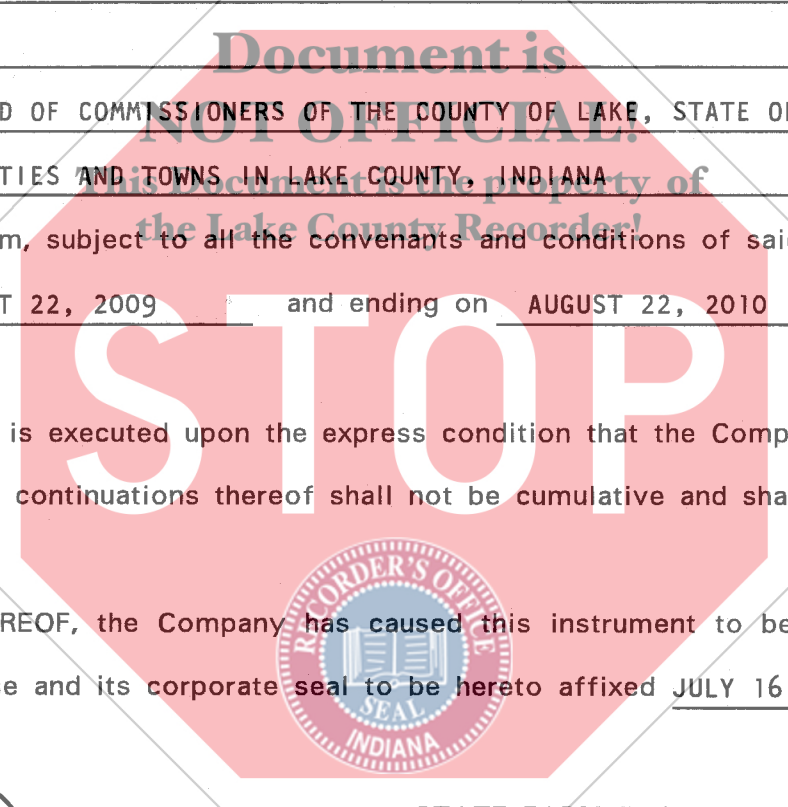 Document is
D OF COMMISSIONERS OF THE COUNTY OF LAKE, STATE O
NOT OFFICIAL!
TIES AND TOWNS IN LAKE COUNTY, INDIANA
This Document is the property of
the Lake County Recorder!
m, subject to all the convenants and conditions of sai
T 22, 2009 and ending on AUGUST 22, 2010
STOP
is executed upon the express condition that the Comp
continuations thereof shall not be cumulative and sha
RECORDER'S OFFICE
REOF, the Company has caused this instrument to be
se and its corporate seal to be hereto affixed JULY 16
SEAL
INDIANA